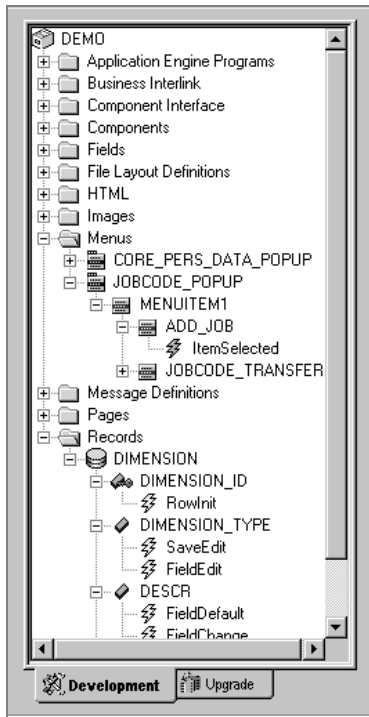 DEMO
Application Engine Programs
Business Interlink
Component Interface
Components
Fields
File Layout Definitions
HTML
Images
Menus
CORE_PERS_DATA_POPUP
JOBCODE_POPUP
MENUITEM1
ADD_JOB
ItemSelected
JOBCODE_TRANSFER
Message Definitions
Pages
Records
DIMENSION
DIMENSION_ID
RowInit
DIMENSION_TYPE
SaveEdit
FieldEdit
DESCR
FieldDefault
FieldChange
Development Upgrade